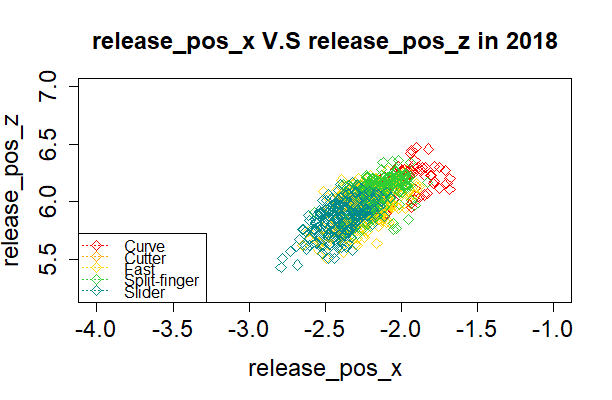 release_pos_x V.S release_pos_z in 2018
release_pos_z
7.0
6.5
6.0
5.5
Curve
Cutter
Fast
Split-finger
Slider
-4.0 -3.5 -3.0 -2.5 -2.0 -1.5 -1.0
release_pos_x